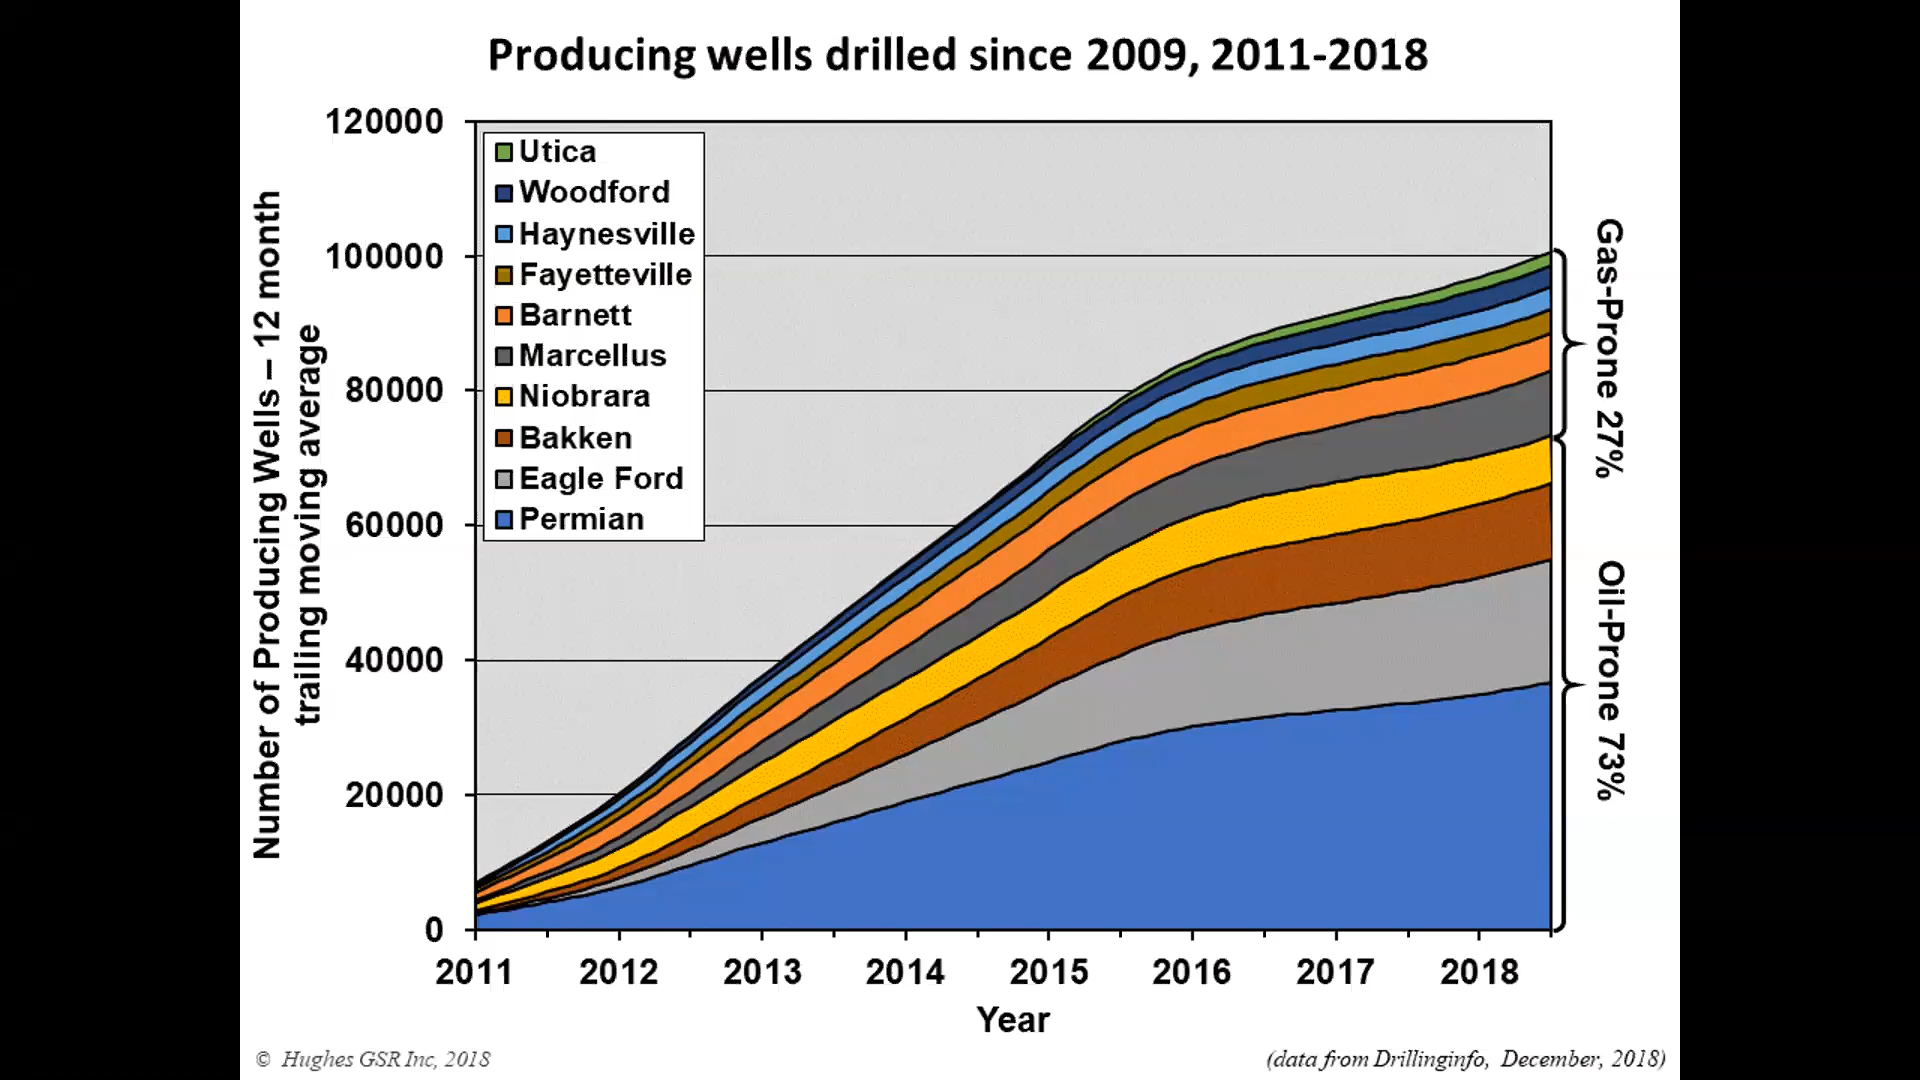 Producing wells drilled since 2009, 2011-2018
Number of Producing Wells – 12 month
trailing moving average
120000
100000
80000
60000
40000
20000
0
Utica
Woodford
Haynesville
Fayetteville
Barnett
Marcellus
Niobrara
Bakken
Eagle Ford
Permian
Gas-Prone 27%
Oil-Prone 73%
2011 2012 2013 2014 2015 2016 2017 2018
Year
© Hughes GSR Inc, 2018
(data from Drillinginfo, December, 2018)